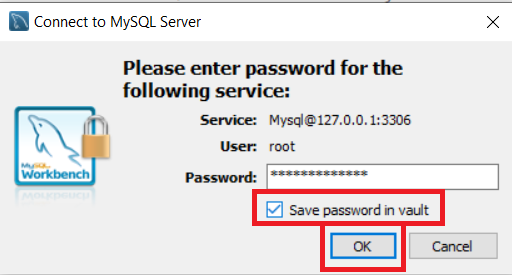 Connect to MySQL Server
Please enter password for the
following service:
Service: Mysql@127.0.0.1:3306
User: root
MySQL
Workbench
Password: *************
Save password in vault
OK Cancel